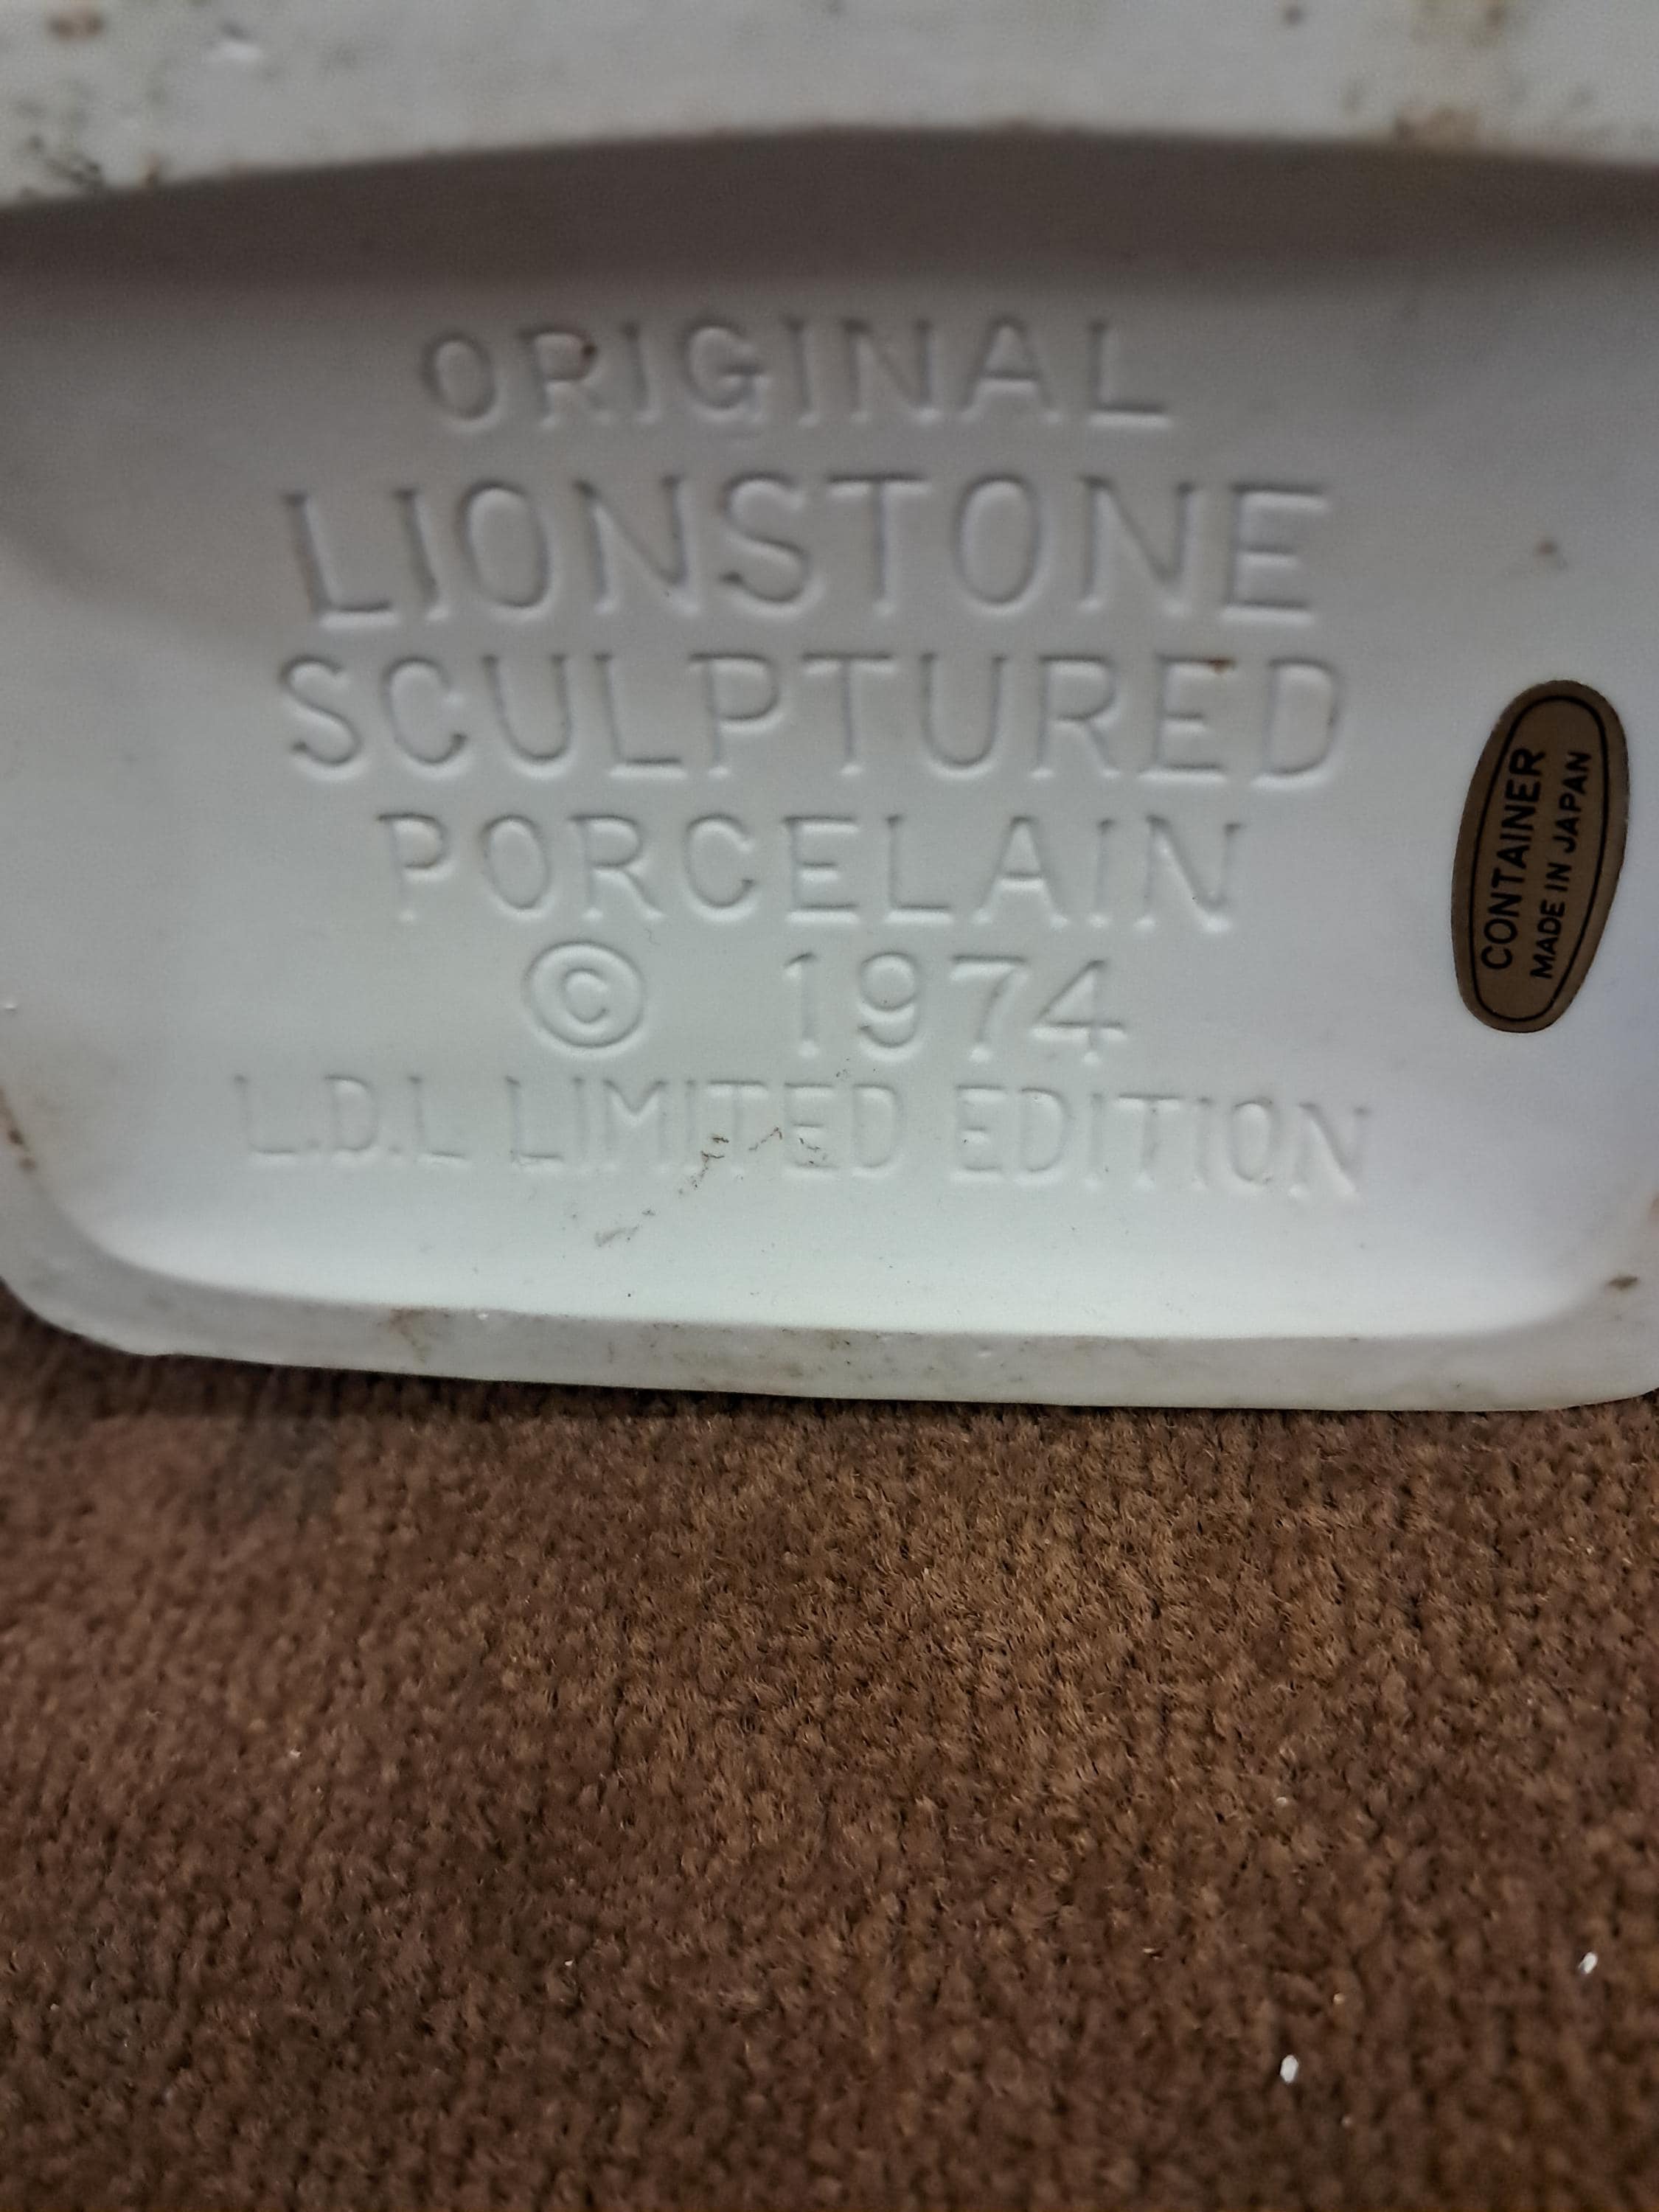 ORIGINAL
LIONSTONE
SCULPTURED
PORCELAIN
© 1974
L.D.L LIMITED EDITION
CONTAINER
MADE IN JAPAN